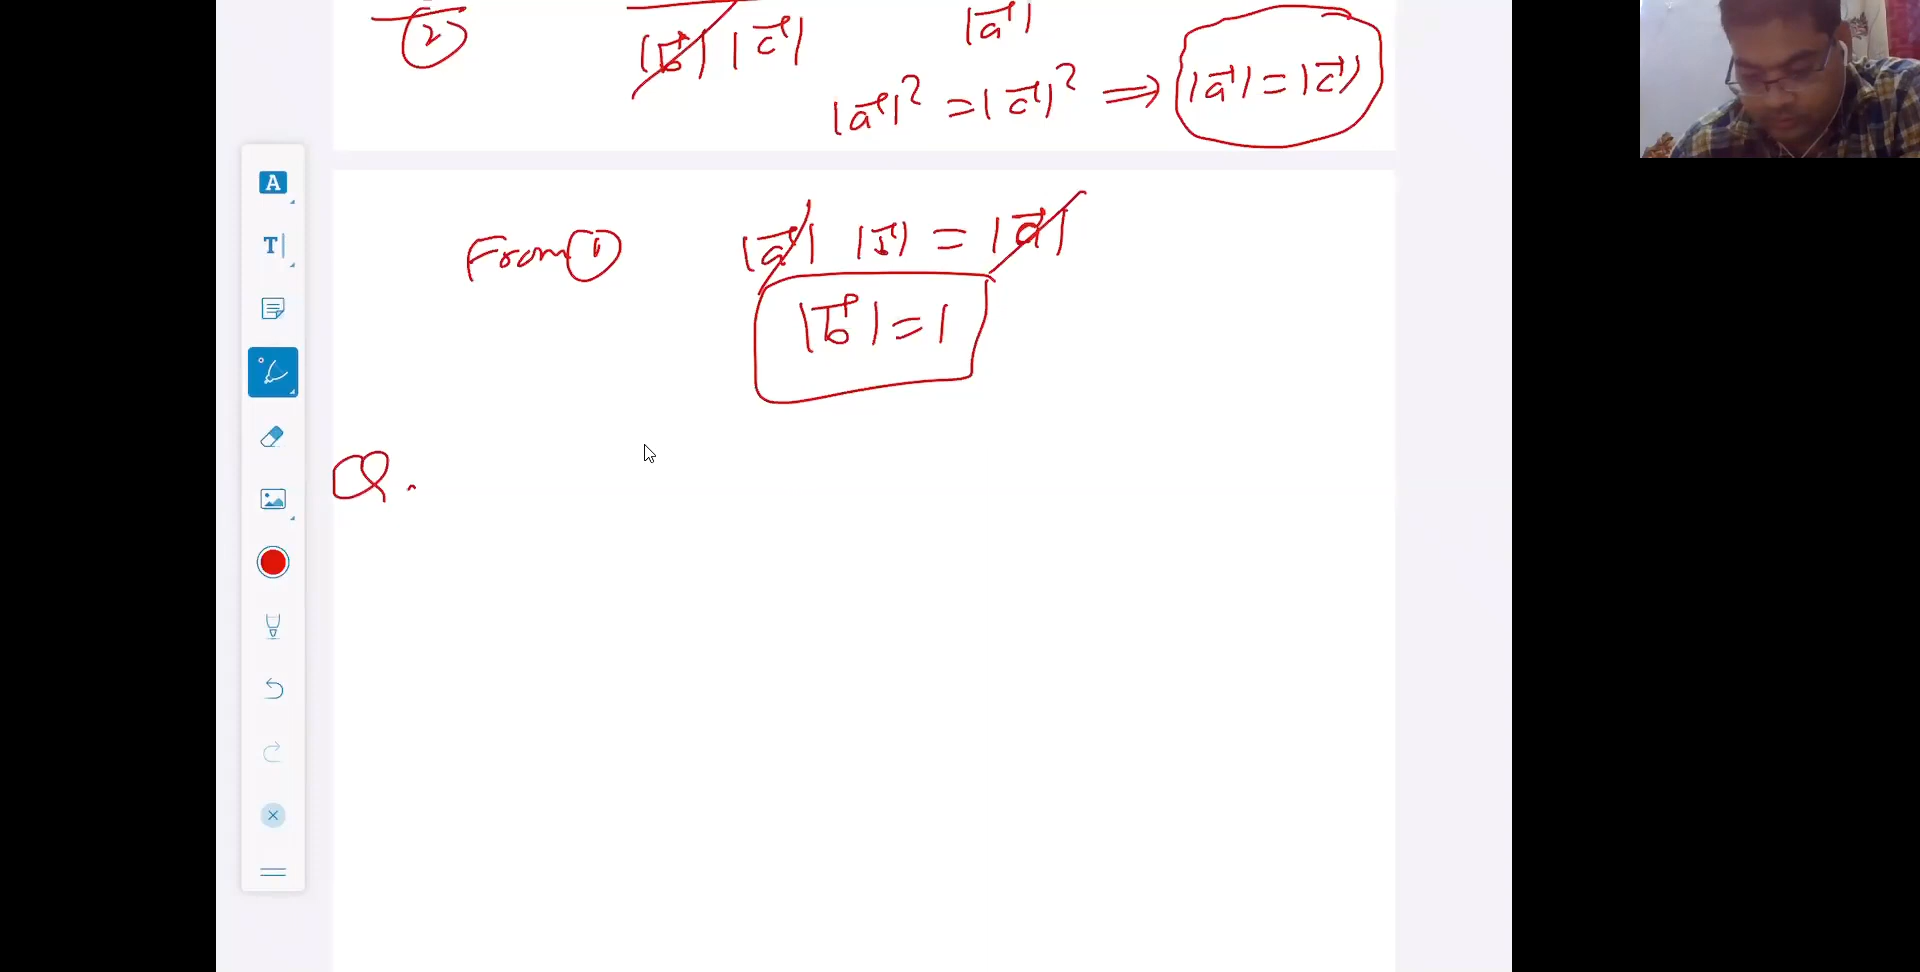 ② |b⃗| |c⃗| |a⃗|
|a⃗|² = |c⃗|² ⟹ |a⃗| = |c⃗|
From ① |a⃗| |b⃗| = |a⃗|
|b⃗| = 1
Q.
A
T